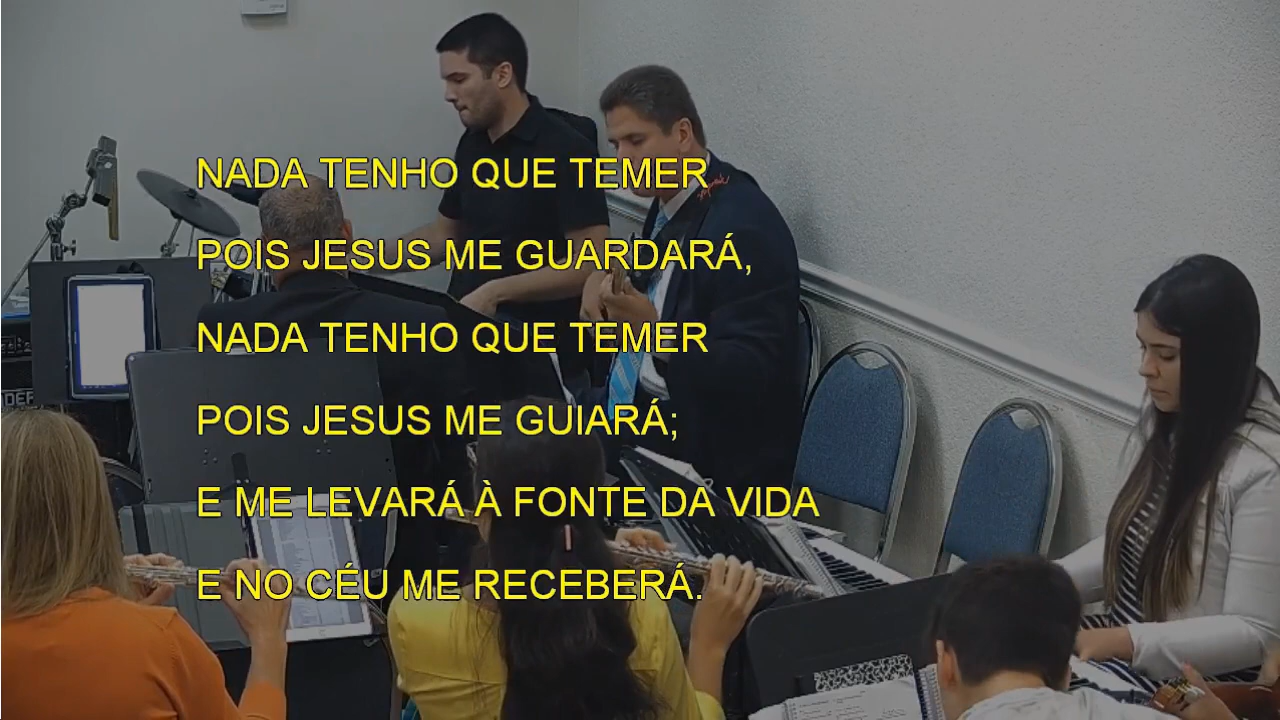 NADA TENHO QUE TEMER
POIS JESUS ME GUARDARÁ,
NADA TENHO QUE TEMER
POIS JESUS ME GUIARÁ;
E ME LEVARÁ À FONTE DA VIDA
E NO CÉU ME RECEBERÁ.